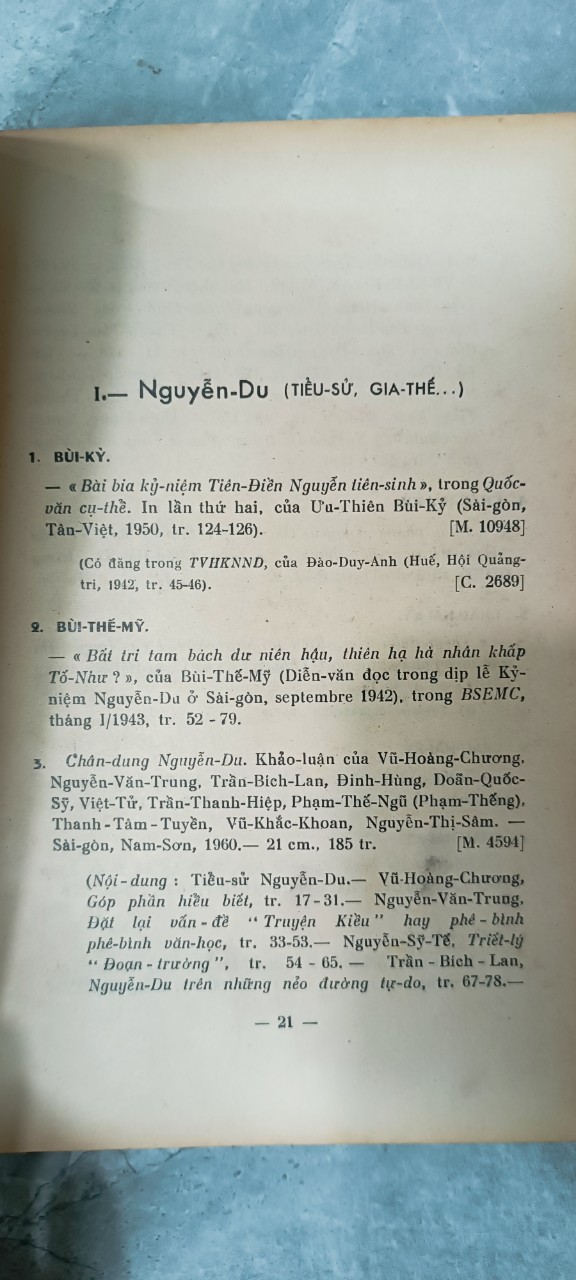 I.— Nguyễn-Du (TIỂU-SỬ, GIA-THẾ...)
1. BÙI-KỶ.
— « Bài bia kỷ-niệm Tiên-Điền Nguyễn tiên-sinh », trong Quốc-
văn cụ-thể. In lần thứ hai, của Ưu-Thiên Bùi-Kỷ (Sài-gòn,
Tân-Việt, 1950, tr. 124-126). [M. 10948]
(Có đăng trong TVHKNND, của Đào-Duy-Anh (Huế, Hội Quảng-
tri, 1942, tr. 45-46). [C. 2689]
2. BÙI-THẾ-MỸ.
— « Bất tri tam bách dư niên hậu, thiên hạ hà nhân khấp
Tố-Như ? », của Bùi-Thế-Mỹ (Diễn-văn đọc trong dịp lễ Kỷ-
niệm Nguyễn-Du ở Sài-gòn, septembre 1942), trong BSEMC,
tháng I/1943, tr. 52 - 79.
3. Chân-dung Nguyễn-Du. Khảo-luận của Vũ-Hoàng-Chương,
Nguyễn-Văn-Trung, Trần-Bích-Lan, Đinh-Hùng, Doãn-Quốc-
Sỹ, Việt-Tử, Trần-Thanh-Hiệp, Phạm-Thế-Ngũ (Phạm-Thống),
Thanh-Tâm-Tuyền, Vũ-Khắc-Khoan, Nguyễn-Thị-Sâm. —
Sài-gòn, Nam-Sơn, 1960.— 21 cm., 185 tr. [M. 4594]
(Nội-dung : Tiểu-sử Nguyễn-Du.— Vũ-Hoàng-Chương,
Góp phần hiểu biết, tr. 17-31.— Nguyễn-Văn-Trung,
Đặt lại vấn-đề “ Truyện Kiều ” hay phê-bình
phê-bình văn-học, tr. 33-53.— Nguyễn-Sỹ-Tế, Triết-lý
“ Đoạn-trường ”, tr. 54 - 65. — Trần-Bích-Lan,
Nguyễn-Du trên những nẻo đường tự-do, tr. 67-78.—
— 21 —